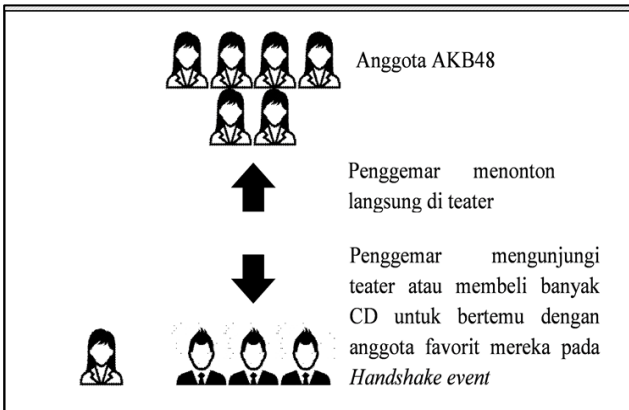 Anggota AKB48
Penggemar menonton
langsung di teater
Penggemar mengunjungi
teater atau membeli banyak
CD untuk bertemu dengan
anggota favorit mereka pada
Handshake event